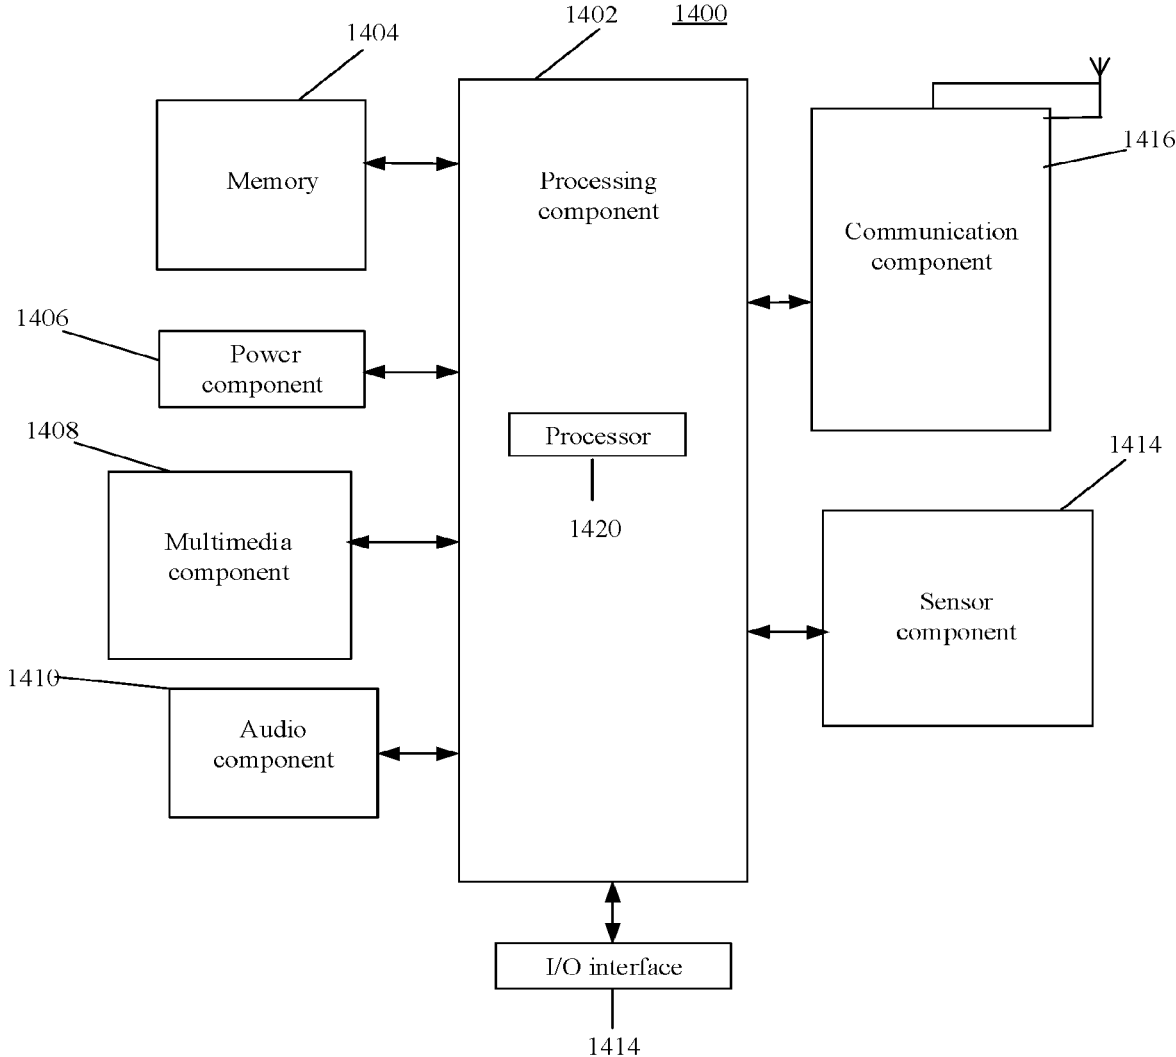 1402
1400
1404
Memory
Processing
component
1416
Communication
component
1406
Power
component
1408
Processor
1420
1414
Multimedia
component
Sensor
component
1410
Audio
component
I/O interface
1414